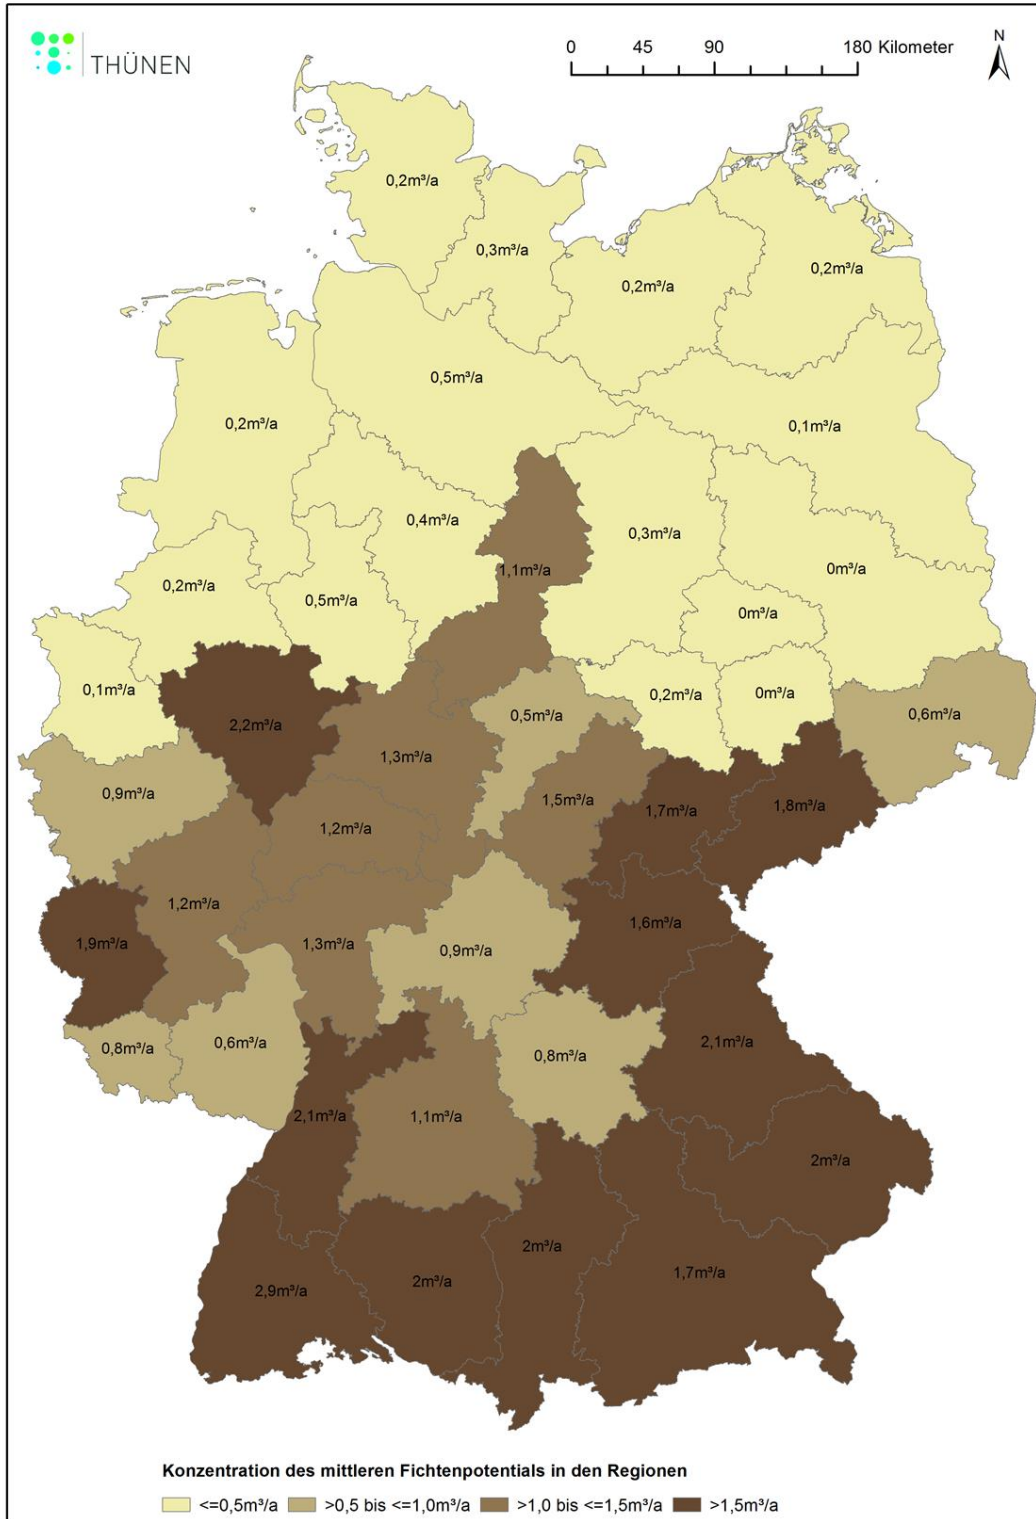 THÜNEN
0 45 90 180 Kilometer
N
0,2m³/a
0,3m³/a
0,2m³/a
0,2m³/a
0,5m³/a
0,2m³/a
0,1m³/a
0,4m³/a
0,3m³/a
1,1m³/a
0m³/a
0,2m³/a
0,5m³/a
0m³/a
0,1m³/a
0,2m³/a
0m³/a
0,5m³/a
0,6m³/a
2,2m³/a
1,3m³/a
0,9m³/a
1,5m³/a
1,7m³/a
1,8m³/a
1,2m³/a
1,2m³/a
1,6m³/a
1,9m³/a
1,3m³/a
0,9m³/a
0,8m³/a
0,6m³/a
0,8m³/a
2,1m³/a
2,1m³/a
1,1m³/a
2m³/a
2m³/a
1,7m³/a
2,9m³/a
2m³/a
Konzentration des mittleren Fichtenpotentials in den Regionen
<=0,5m³/a >0,5 bis <=1,0m³/a >1,0 bis <=1,5m³/a >1,5m³/a